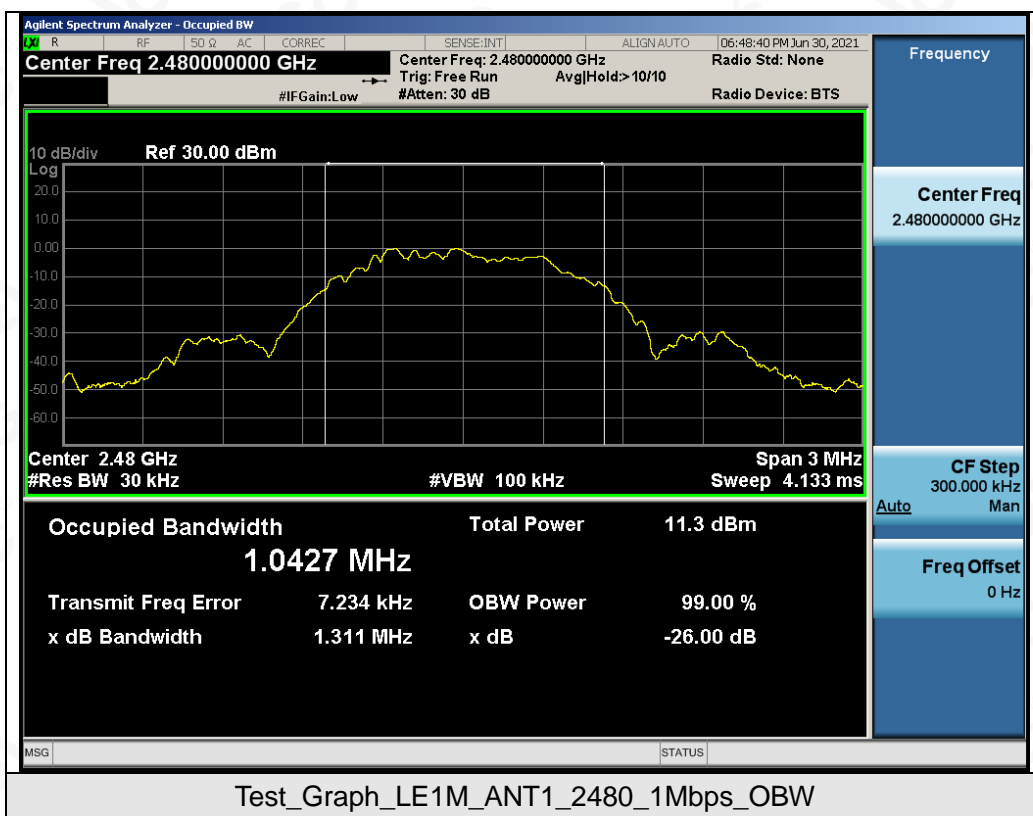 Agilent Spectrum Analyzer - Occupied BW
LXI R RF 50 Ω AC CORREC SENSE:INT ALIGN AUTO 06:48:40 PM Jun 30, 2021
Center Freq 2.480000000 GHz
Center Freq: 2.480000000 GHz Radio Std: None
Trig: Free Run Avg|Hold:>10/10
#IFGain:Low #Atten: 30 dB Radio Device: BTS
10 dB/div Ref 30.00 dBm
Log
20.0
10.0
0.00
-10.0
-20.0
-30.0
-40.0
-50.0
-60.0
Center 2.48 GHz Span 3 MHz
#Res BW 30 kHz #VBW 100 kHz Sweep 4.133 ms
Occupied Bandwidth Total Power 11.3 dBm
1.0427 MHz
Transmit Freq Error 7.234 kHz OBW Power 99.00 %
x dB Bandwidth 1.311 MHz x dB -26.00 dB
MSG STATUS
Frequency
Center Freq
2.480000000 GHz
CF Step
300.000 kHz
Auto Man
Freq Offset
0 Hz
Test_Graph_LE1M_ANT1_2480_1Mbps_OBW